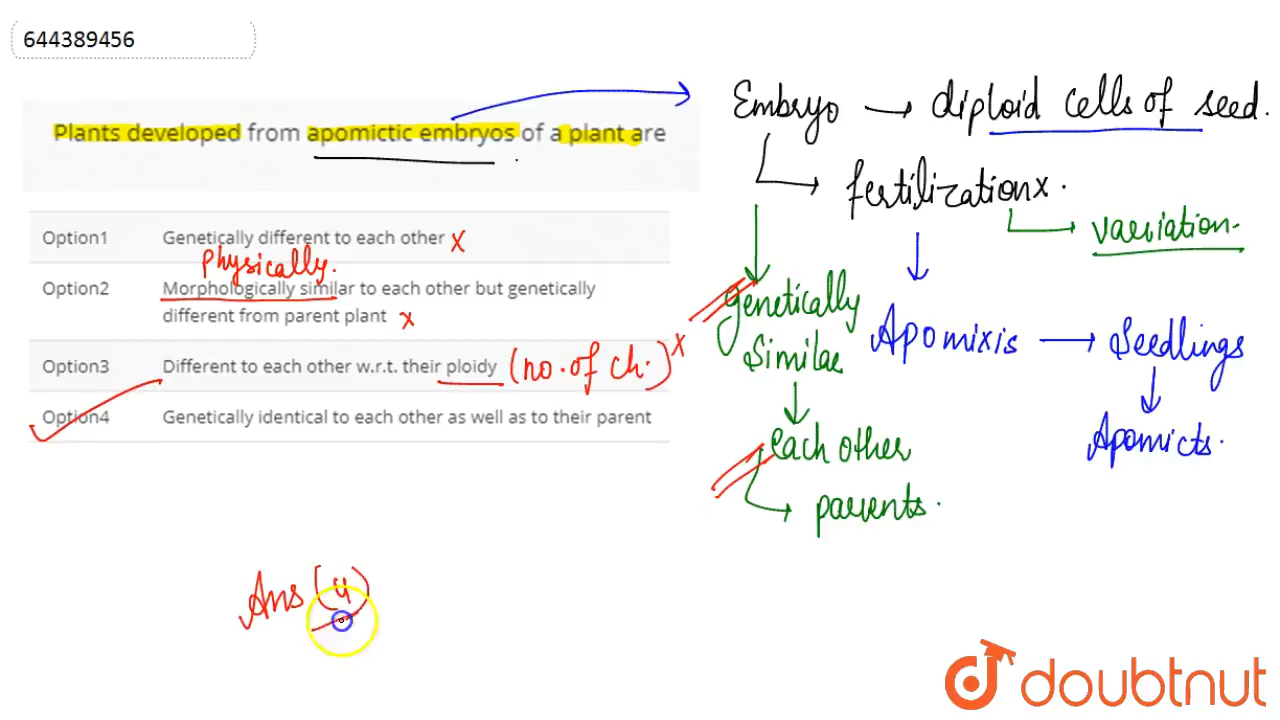 644389456
Plants developed from apomictic embryos of a plant are
Option1 Genetically different to each other x
Physically.
Option2 Morphologically similar to each other but genetically
different from parent plant x
Option3 Different to each other w.r.t. their ploidy (no. of ch.) x
Option4 Genetically identical to each other as well as to their parent
Ans (4)
Embryo → diploid cells of seed.
fertilization x.
variation.
Genetically
Similar
each other
parents.
Apomixis → Seedlings
Apomicts.
doubtnut